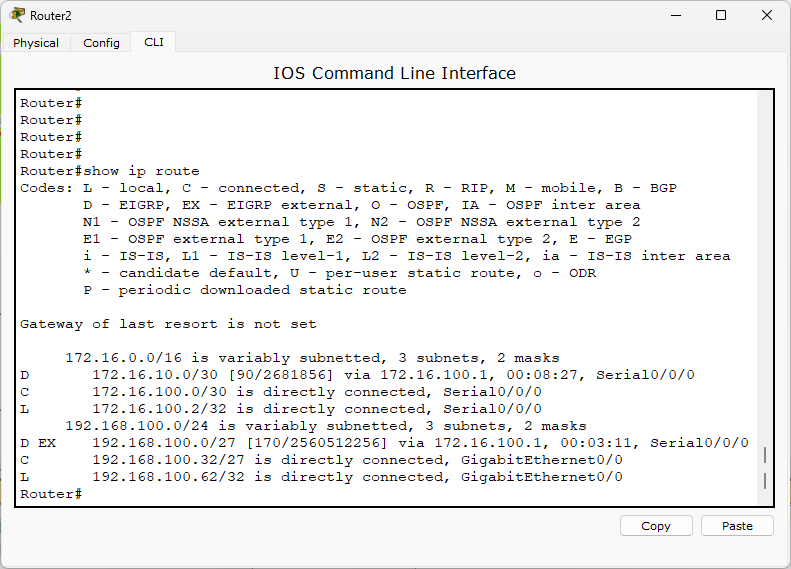 Router2
Physical Config CLI
IOS Command Line Interface
Router#
Router#
Router#
Router#
Router#show ip route
Codes: L - local, C - connected, S - static, R - RIP, M - mobile, B - BGP
D - EIGRP, EX - EIGRP external, O - OSPF, IA - OSPF inter area
N1 - OSPF NSSA external type 1, N2 - OSPF NSSA external type 2
E1 - OSPF external type 1, E2 - OSPF external type 2, E - EGP
i - IS-IS, L1 - IS-IS level-1, L2 - IS-IS level-2, ia - IS-IS inter area
* - candidate default, U - per-user static route, o - ODR
P - periodic downloaded static route
Gateway of last resort is not set
172.16.0.0/16 is variably subnetted, 3 subnets, 2 masks
D 172.16.10.0/30 [90/2681856] via 172.16.100.1, 00:08:27, Serial0/0/0
C 172.16.100.0/30 is directly connected, Serial0/0/0
L 172.16.100.2/32 is directly connected, Serial0/0/0
192.168.100.0/24 is variably subnetted, 3 subnets, 2 masks
D EX 192.168.100.0/27 [170/2560512256] via 172.16.100.1, 00:03:11, Serial0/0/0
C 192.168.100.32/27 is directly connected, GigabitEthernet0/0
L 192.168.100.62/32 is directly connected, GigabitEthernet0/0
Router#
Copy Paste